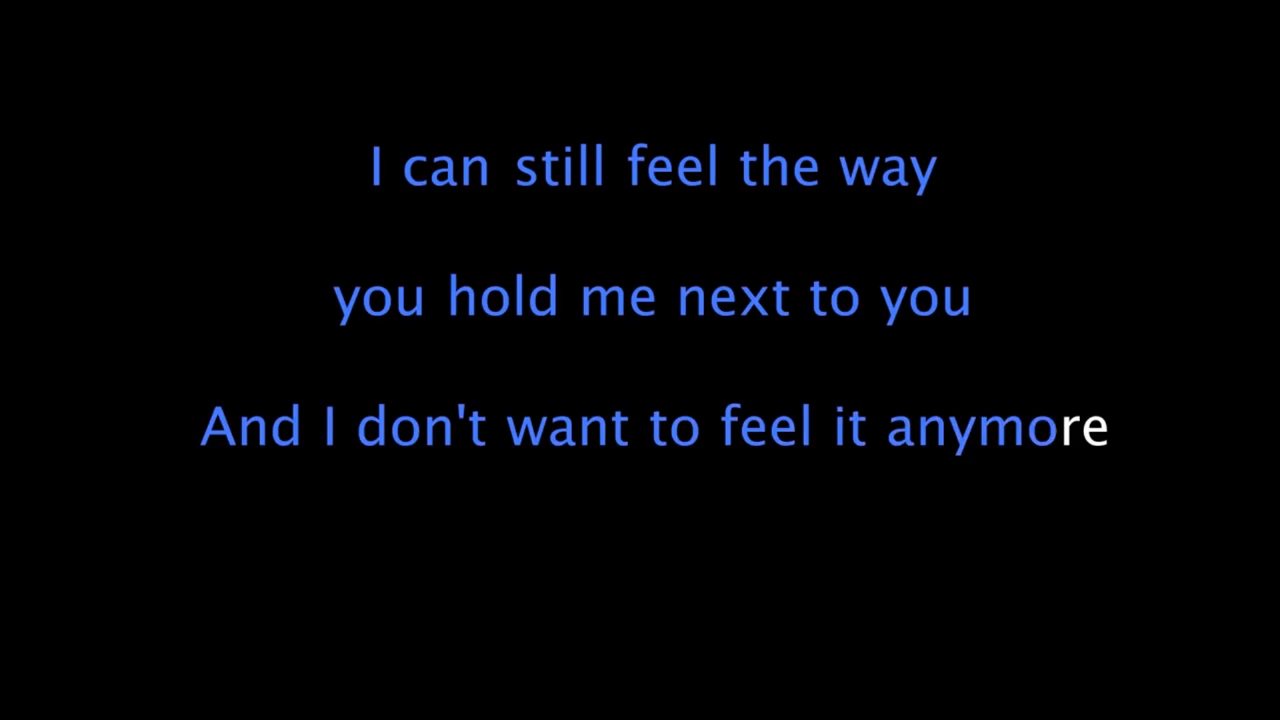 I can still feel the way
you hold me next to you
And I don't want to feel it anymore